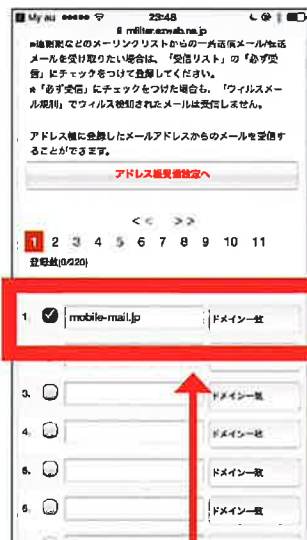 My au 23:48
mfilter.ezweb.ne.jp
■遠隔配などのメーリングリストからの一斉送信メール/転送
メールを受け取りたい場合は、「受信リスト」の「必ず受
信」にチェックをつけて登録してください。
※「必ず受信」にチェックをつけた場合も、「ウィルスメー
ル規制」でウィルス検知されたメールは受信しません。
アドレス帳に登録したメールアドレスからのメールを受信す
ることができます。
アドレス帳受信設定へ
<< >>
1 2 3 4 5 6 7 8 9 10 11
登録数(0/220)
1. mobile-mail.jp ドメイン一致
3. ドメイン一致
4. ドメイン一致
5. ドメイン一致
6. ドメイン一致